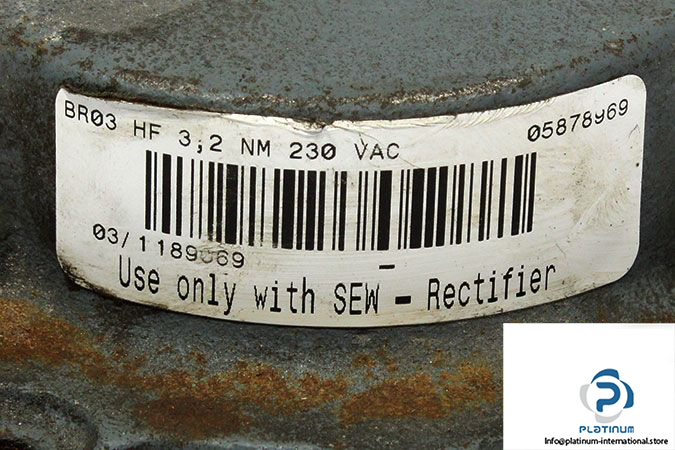 BR03 HF 3,2 NM 230 VAC 05878969
03/1189069
Use only with SEW - Rectifier
PLATINUM
Info@platinum-international.store